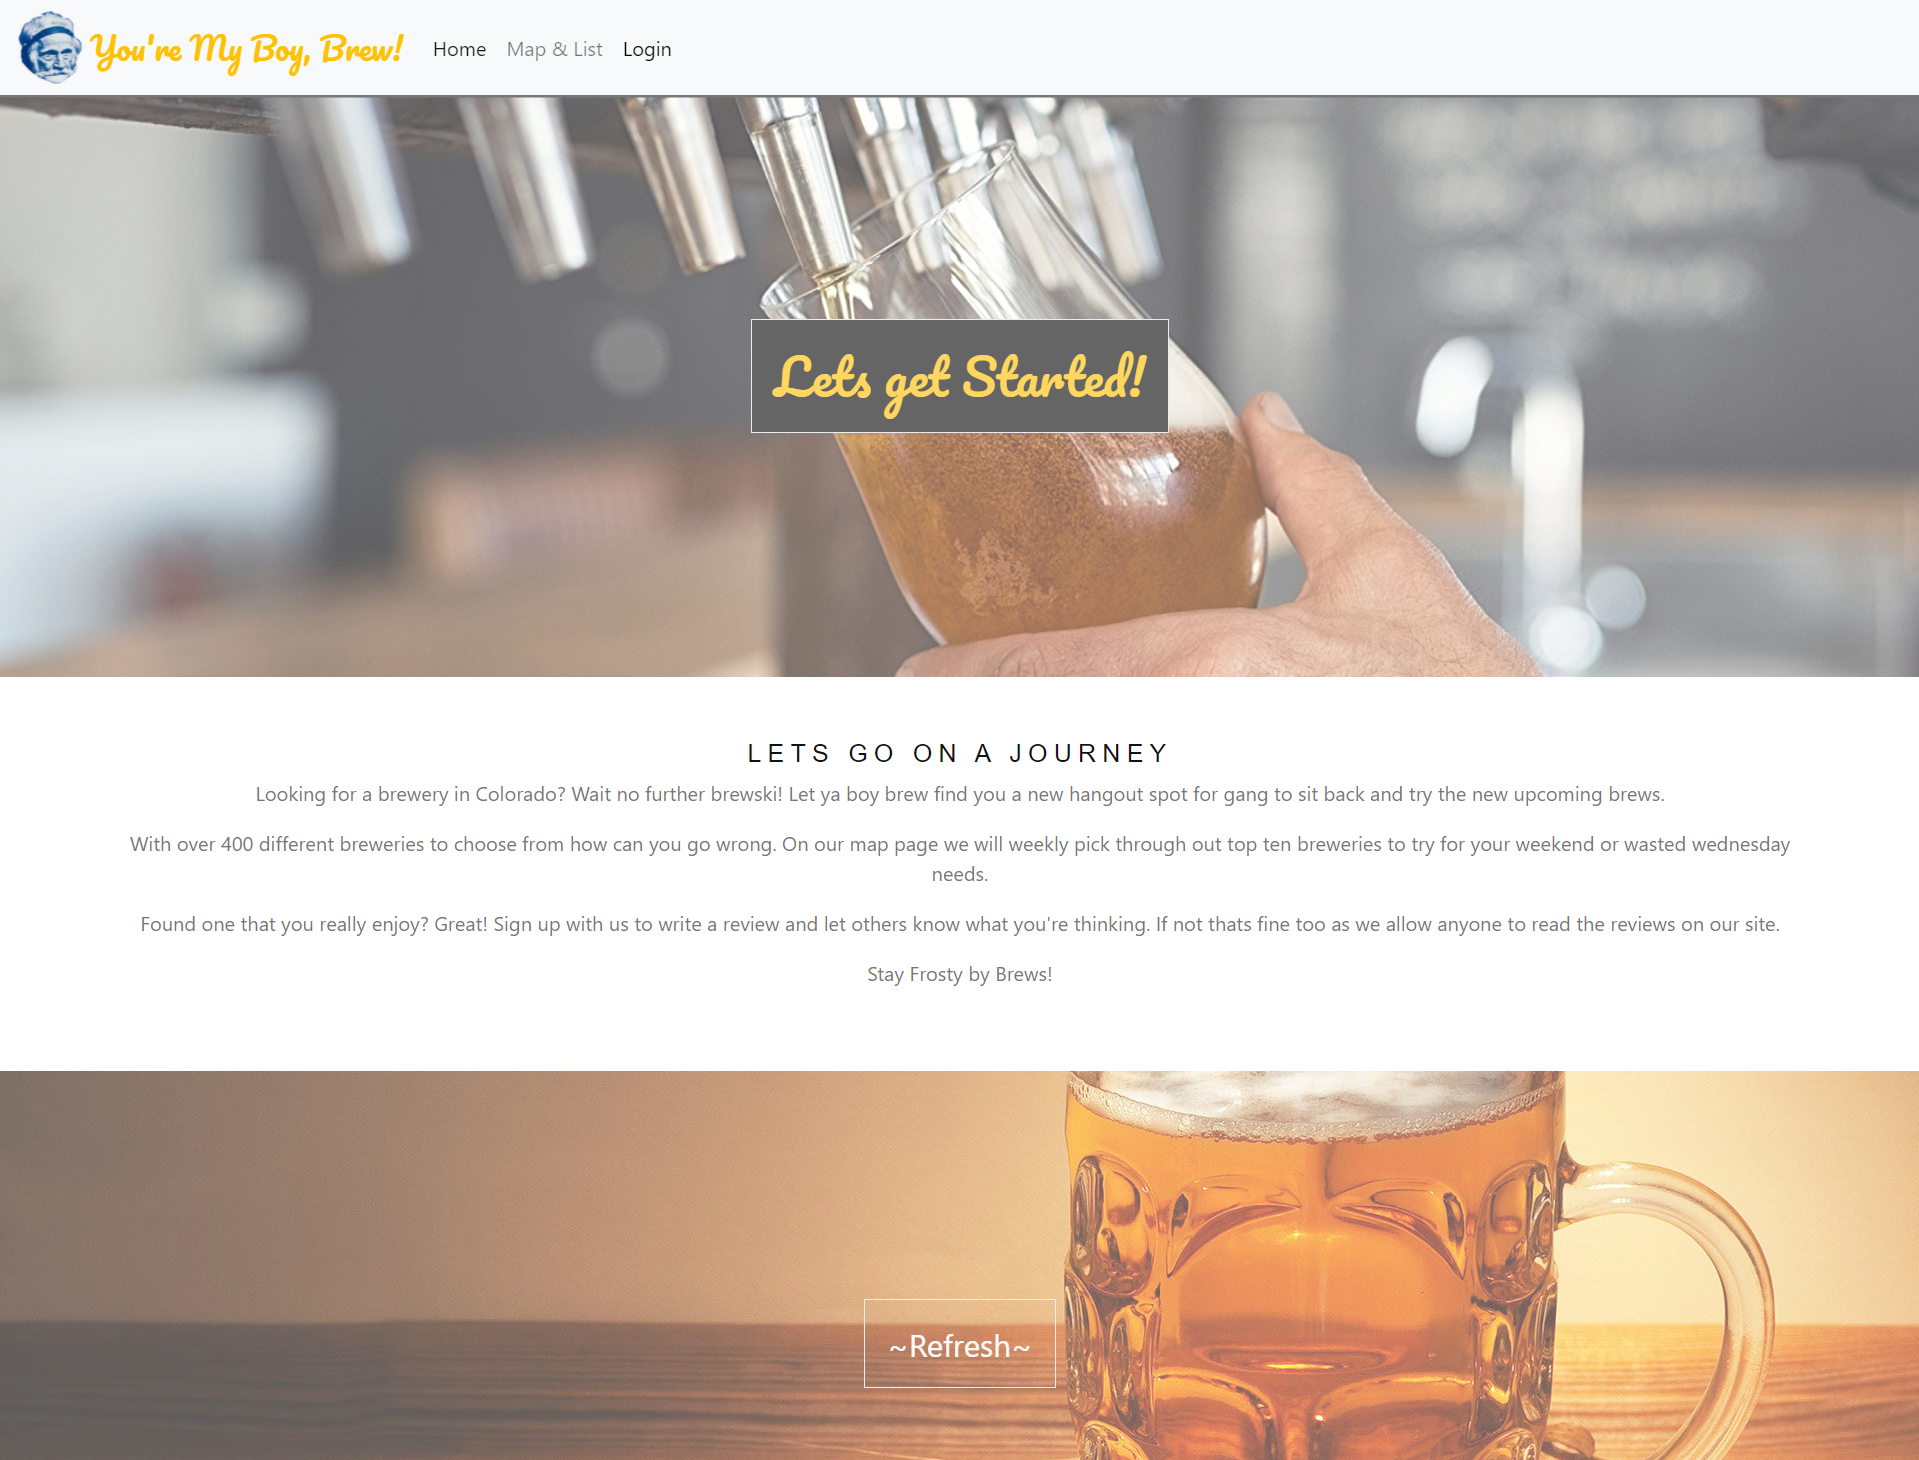 You're My Boy, Brew!
Home Map & List Login
Lets get Started!
LETS GO ON A JOURNEY
Looking for a brewery in Colorado? Wait no further brewski! Let ya boy brew find you a new hangout spot for gang to sit back and try the new upcoming brews.
With over 400 different breweries to choose from how can you go wrong. On our map page we will weekly pick through out top ten breweries to try for your weekend or wasted wednesday
needs.
Found one that you really enjoy? Great! Sign up with us to write a review and let others know what you're thinking. If not thats fine too as we allow anyone to read the reviews on our site.
Stay Frosty by Brews!
~Refresh~